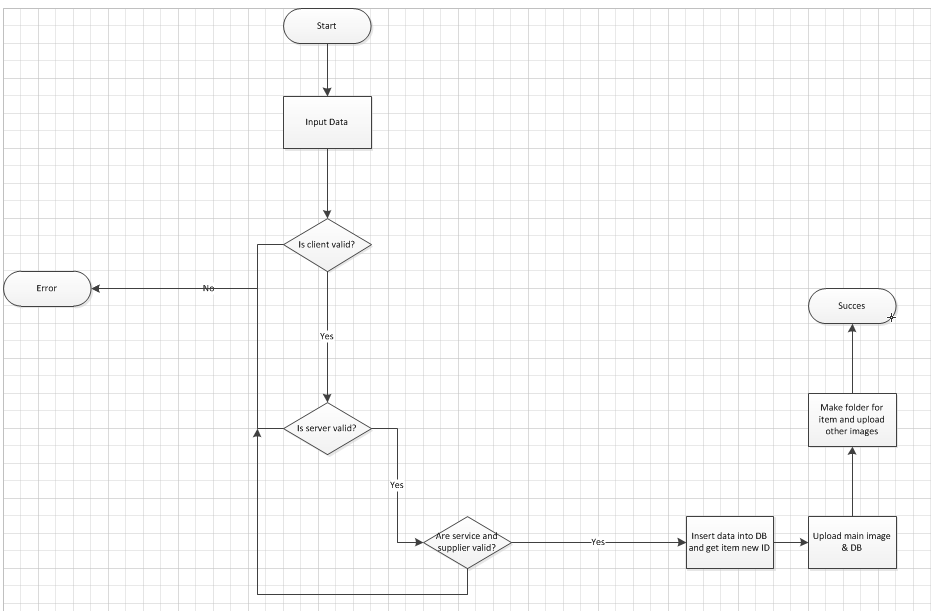 Start
Input Data
Is client valid?
Error
No
Yes
Is server valid?
Yes
Are service and
supplier valid?
Yes
Insert data into DB
and get item new ID
Upload main image
& DB
Make folder for
item and upload
other images
Succes